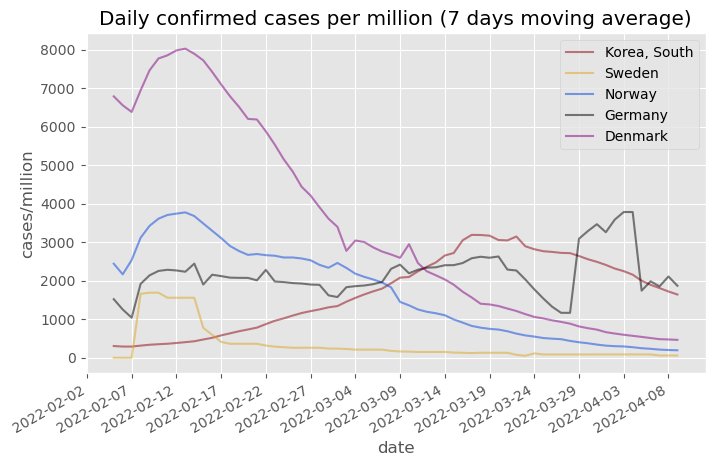 Daily confirmed cases per million (7 days moving average)
Korea, South
Sweden
Norway
Germany
Denmark
8000
7000
6000
5000
4000
3000
2000
1000
0
cases/million
2022-02-02
2022-02-07
2022-02-12
2022-02-17
2022-02-22
2022-02-27
2022-03-04
2022-03-09
2022-03-14
2022-03-19
2022-03-24
2022-03-29
2022-04-03
2022-04-08
date